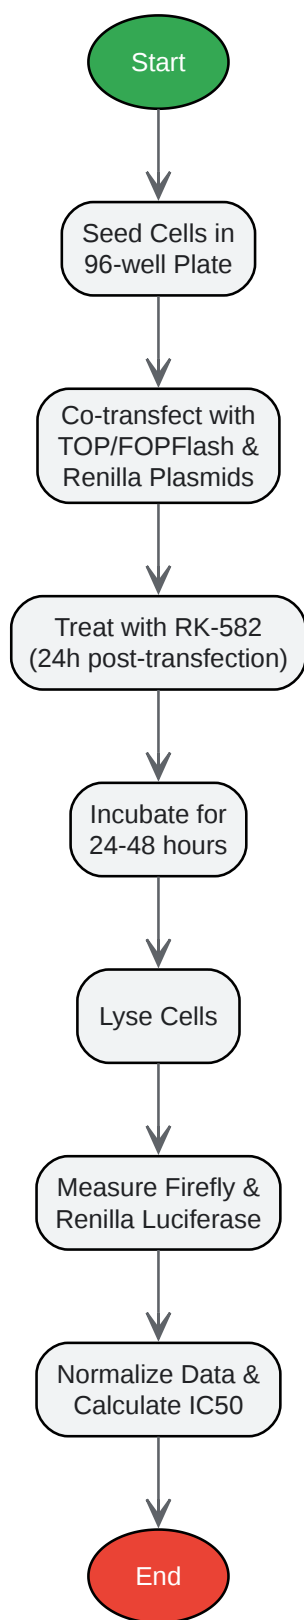 Start
Seed Cells in
96-well Plate
Co-transfect with
TOP/FOPFlash &
Renilla Plasmids
Treat with RK-582
(24h post-transfection)
Incubate for
24-48 hours
Lyse Cells
Measure Firefly &
Renilla Luciferase
Normalize Data &
Calculate IC50
End